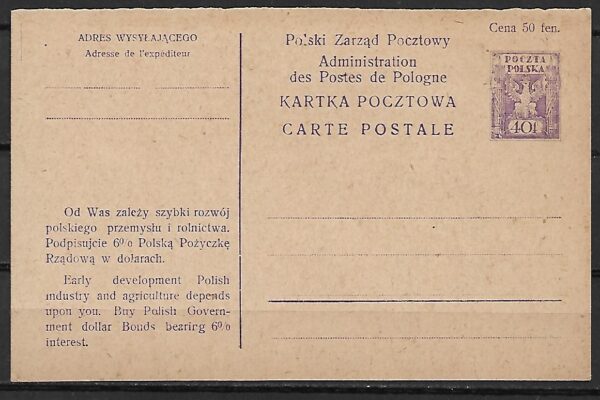 ADRES WYSYŁAJĄCEGO
Adresse de l'expéditeur
Polski Zarząd Pocztowy
Administration
des Postes de Pologne
KARTKA POCZTOWA
CARTE POSTALE
Cena 50 fen.
POCZTA
POLSKA
40 f
Od Was zależy szybki rozwój
polskiego przemysłu i rolnictwa.
Podpisujcie 6% Polską Pożyczkę
Rządową w dolarach.
Early development Polish
industry and agriculture depends
upon you. Buy Polish Govern-
ment dollar Bonds bezring 6%
interest.